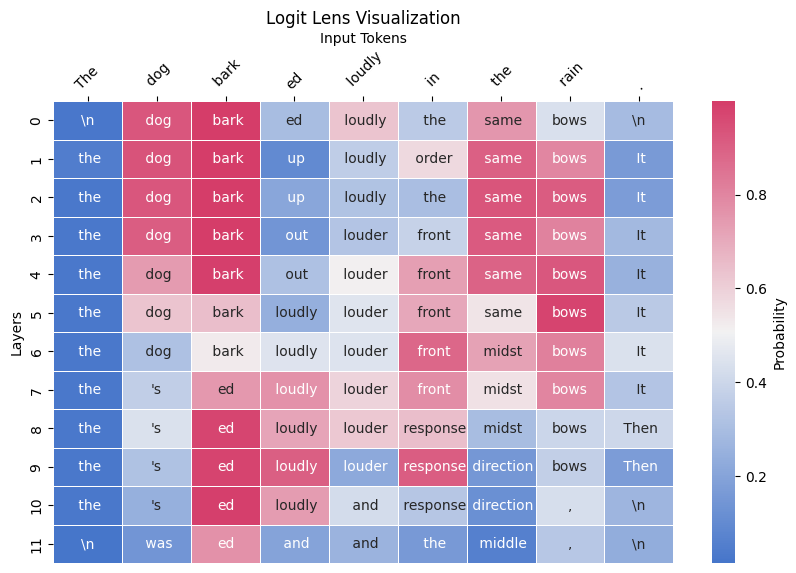 Logit Lens Visualization
Input Tokens
The dog bark ed loudly in the rain .
0 \n dog bark ed loudly the same bows \n
1 the dog bark up loudly order same bows It
2 the dog bark up loudly the same bows It
3 the dog bark out louder front same bows It
4 the dog bark out louder front same bows It
5 the dog bark loudly louder front same bows It
6 the dog bark loudly louder front midst bows It
7 the 's ed loudly louder front midst bows It
8 the 's ed loudly louder response midst bows Then
9 the 's ed loudly louder response direction bows Then
10 the 's ed loudly and response direction , \n
11 \n was ed and and the middle , \n
Layers
0.8
0.6
0.4
0.2
Probability